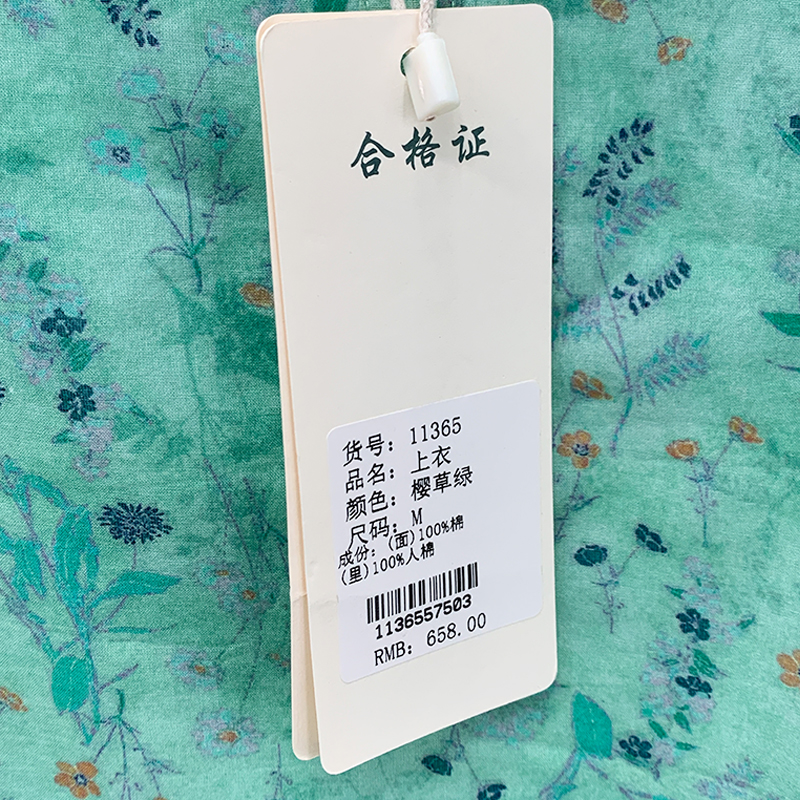 合格证
货号: 11365
品名: 上衣
颜色: 樱草绿
尺码: M
成份: (面)100%棉
(里)100%人棉
1136557503
RMB: 658.00